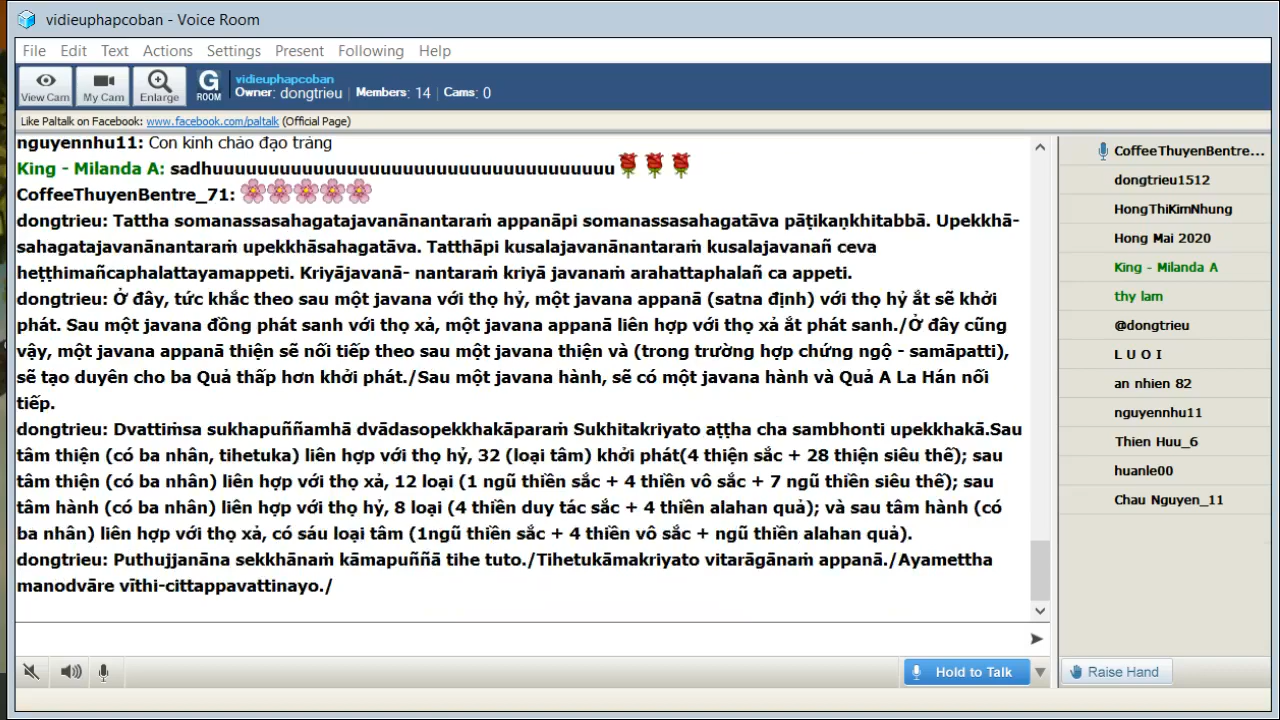 vidieuphapcoban - Voice Room
File Edit Text Actions Settings Present Following Help
View Cam My Cam Enlarge G ROOM
vidieuphapcoban
Owner: dongtrieu Members: 14 Cams: 0
Like Paltalk on Facebook: www.facebook.com/paltalk (Official Page)
nguyennhu11: Con kính chào đạo tràng
King - Milanda A: sadhuuuuuuuuuuuuuuuuuuuuuuuuuuuuuuuuuuu
CoffeeThuyenBentre_71:
dongtrieu: Tattha somanassasahagatajavanānantaraṁ appanāpi somanassasahagatāva pāṭikaṇkhitabbā. Upekkhā-
sahagatajavanānantaraṁ upekkhāsahagatāva. Tatthāpi kusalajavanānantaraṁ kusalajavanañ ceva
heṭṭhimañcaphalattayamappeti. Kriyājavanā- nantaraṁ kriyā javanaṁ arahattaphalañ ca appeti.
dongtrieu: Ở đây, tức khắc theo sau một javana với thọ hỷ, một javana appanā (satna định) với thọ hỷ ắt sẽ khởi
phát. Sau một javana đồng phát sanh với thọ xả, một javana appanā liên hợp với thọ xả ắt phát sanh./Ở đây cũng
vậy, một javana appanā thiện sẽ nối tiếp theo sau một javana thiện và (trong trường hợp chứng ngộ - samāpatti),
sẽ tạo duyên cho ba Quả thấp hơn khởi phát./Sau một javana hành, sẽ có một javana hành và Quả A La Hán nối
tiếp.
dongtrieu: Dvattiṁsa sukhapuññamhā dvādasopekkhakāparaṁ Sukhitakriyato aṭṭha cha sambhonti upekkhakā.Sau
tâm thiện (có ba nhân, tihetuka) liên hợp với thọ hỷ, 32 (loại tâm) khởi phát(4 thiện sắc + 28 thiện siêu thế); sau
tâm thiện (có ba nhân) liên hợp với thọ xả, 12 loại (1 ngũ thiền sắc + 4 thiền vô sắc + 7 ngũ thiền siêu thế); sau
tâm hành (có ba nhân) liên hợp với thọ hỷ, 8 loại (4 thiền duy tác sắc + 4 thiền alahan quả); và sau tâm hành (có
ba nhân) liên hợp với thọ xả, có sáu loại tâm (1ngũ thiền sắc + 4 thiền vô sắc + ngũ thiền alahan quả).
dongtrieu: Puthujjanāna sekkhānaṁ kāmapuññā tihe tuto./Tihetukāmakriyato vitarāgānaṁ appanā./Ayamettha
manodvāre vīthi-cittappavattinayo./
Hold to Talk
CoffeeThuyenBentre...
dongtrieu1512
HongThiKimNhung
Hong Mai 2020
King - Milanda A
thy lam
@dongtrieu
L U O I
an nhien 82
nguyennhu11
Thien Huu_6
huanle00
Chau Nguyen_11
Raise Hand